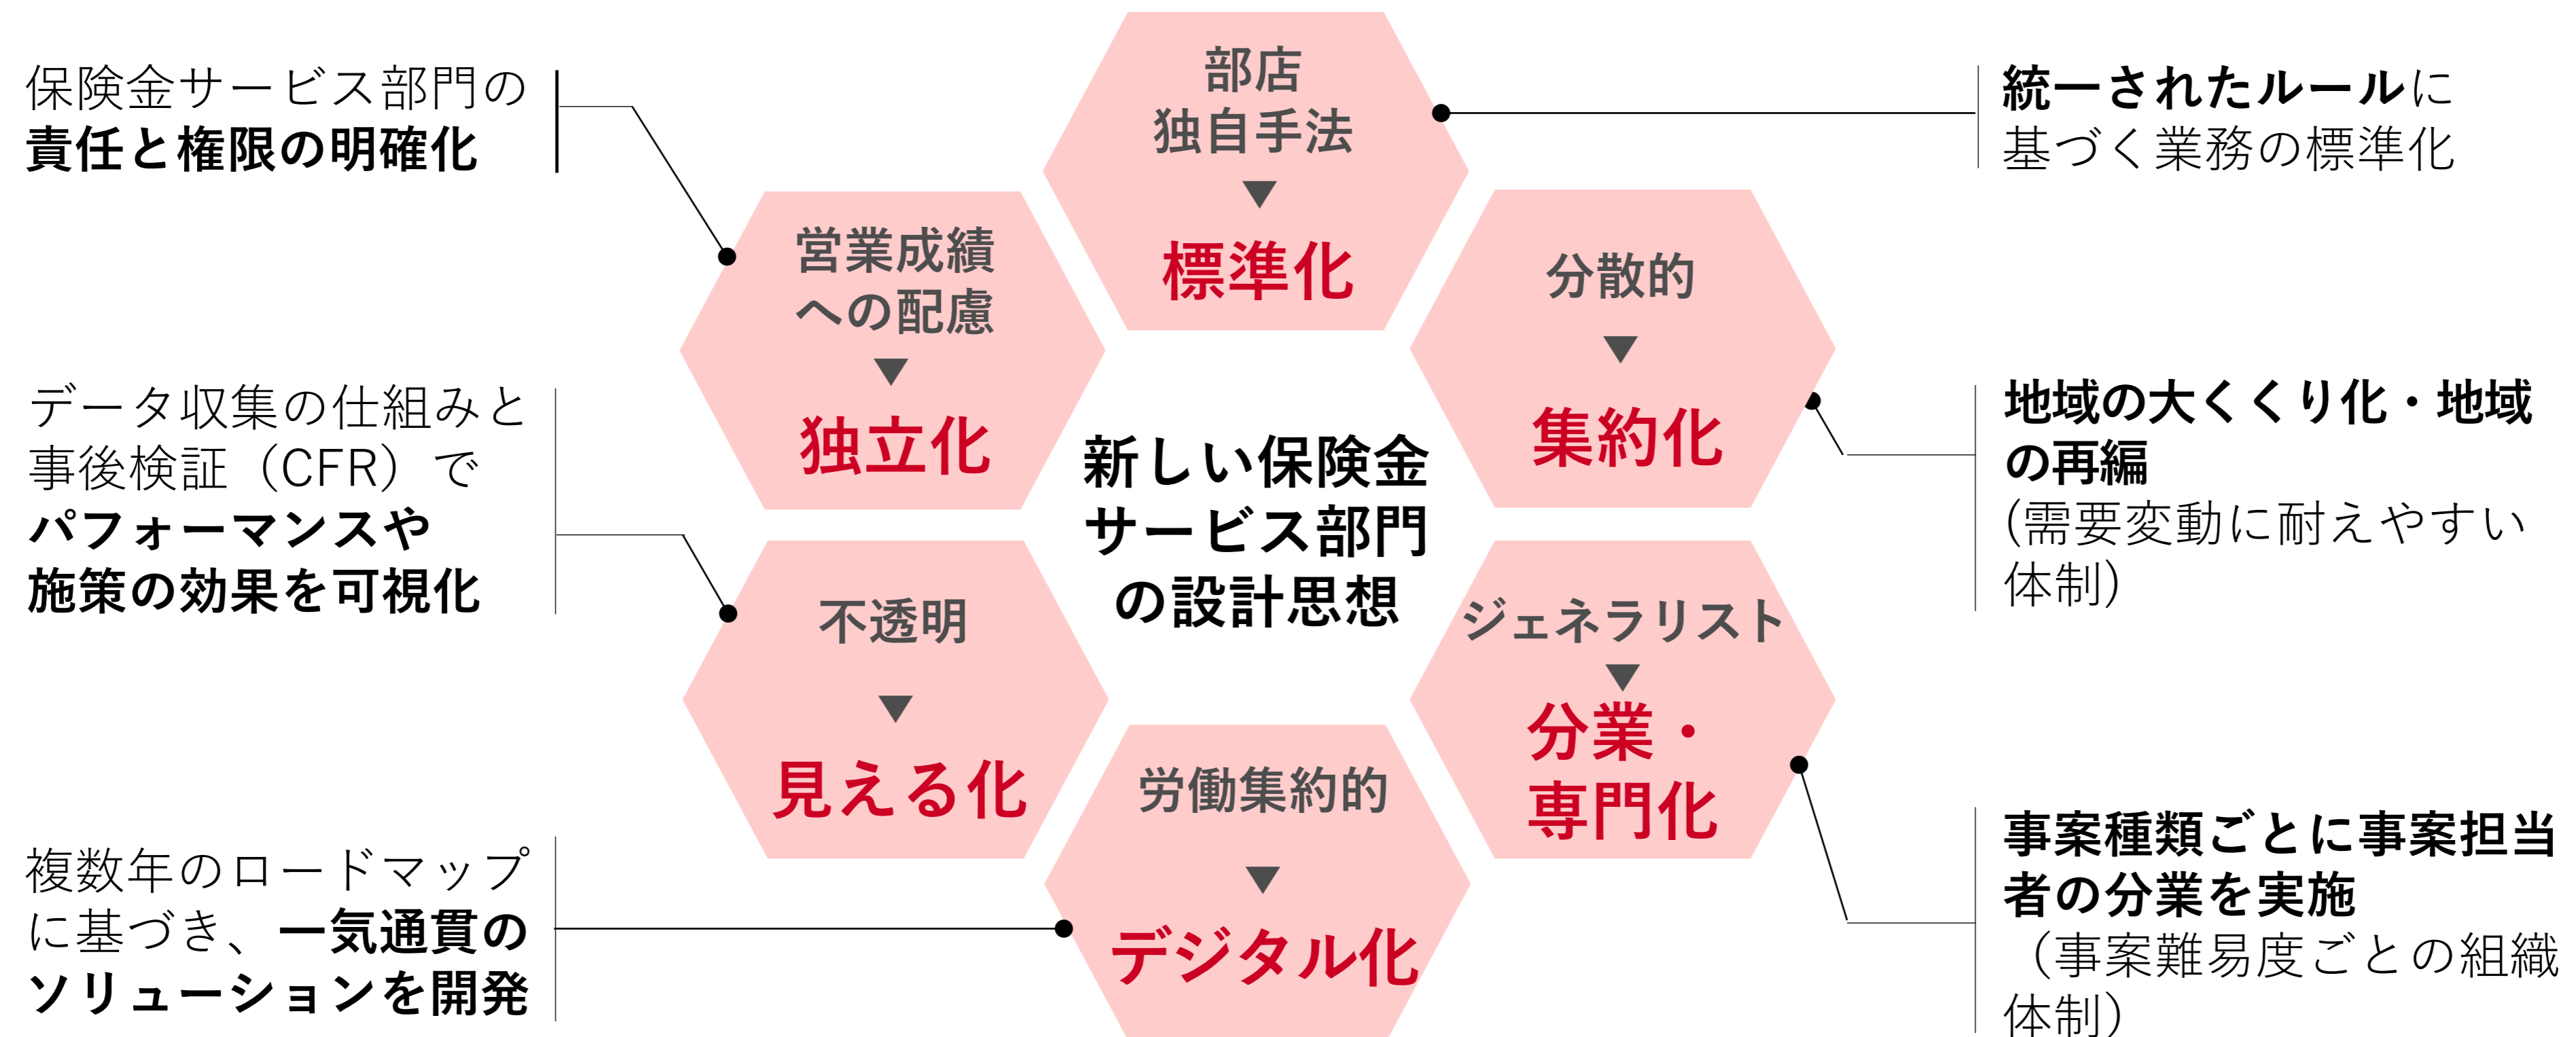 保険金サービス部門の
責任と権限の明確化
データ収集の仕組みと
事後検証（CFR）で
パフォーマンスや
施策の効果を可視化
複数年のロードマップ
に基づき、一気通貫の
ソリューションを開発
部店
独自手法
▼
標準化
営業成績
への配慮
▼
独立化
分散的
▼
集約化
新しい保険金
サービス部門
の設計思想
不透明
▼
見える化
ジェネラリスト
▼
分業・
専門化
労働集約的
▼
デジタル化
統一されたルールに
基づく業務の標準化
地域の大くくり化・地域
の再編
(需要変動に耐えやすい
体制)
事案種類ごとに事案担当
者の分業を実施
（事案難易度ごとの組織
体制）